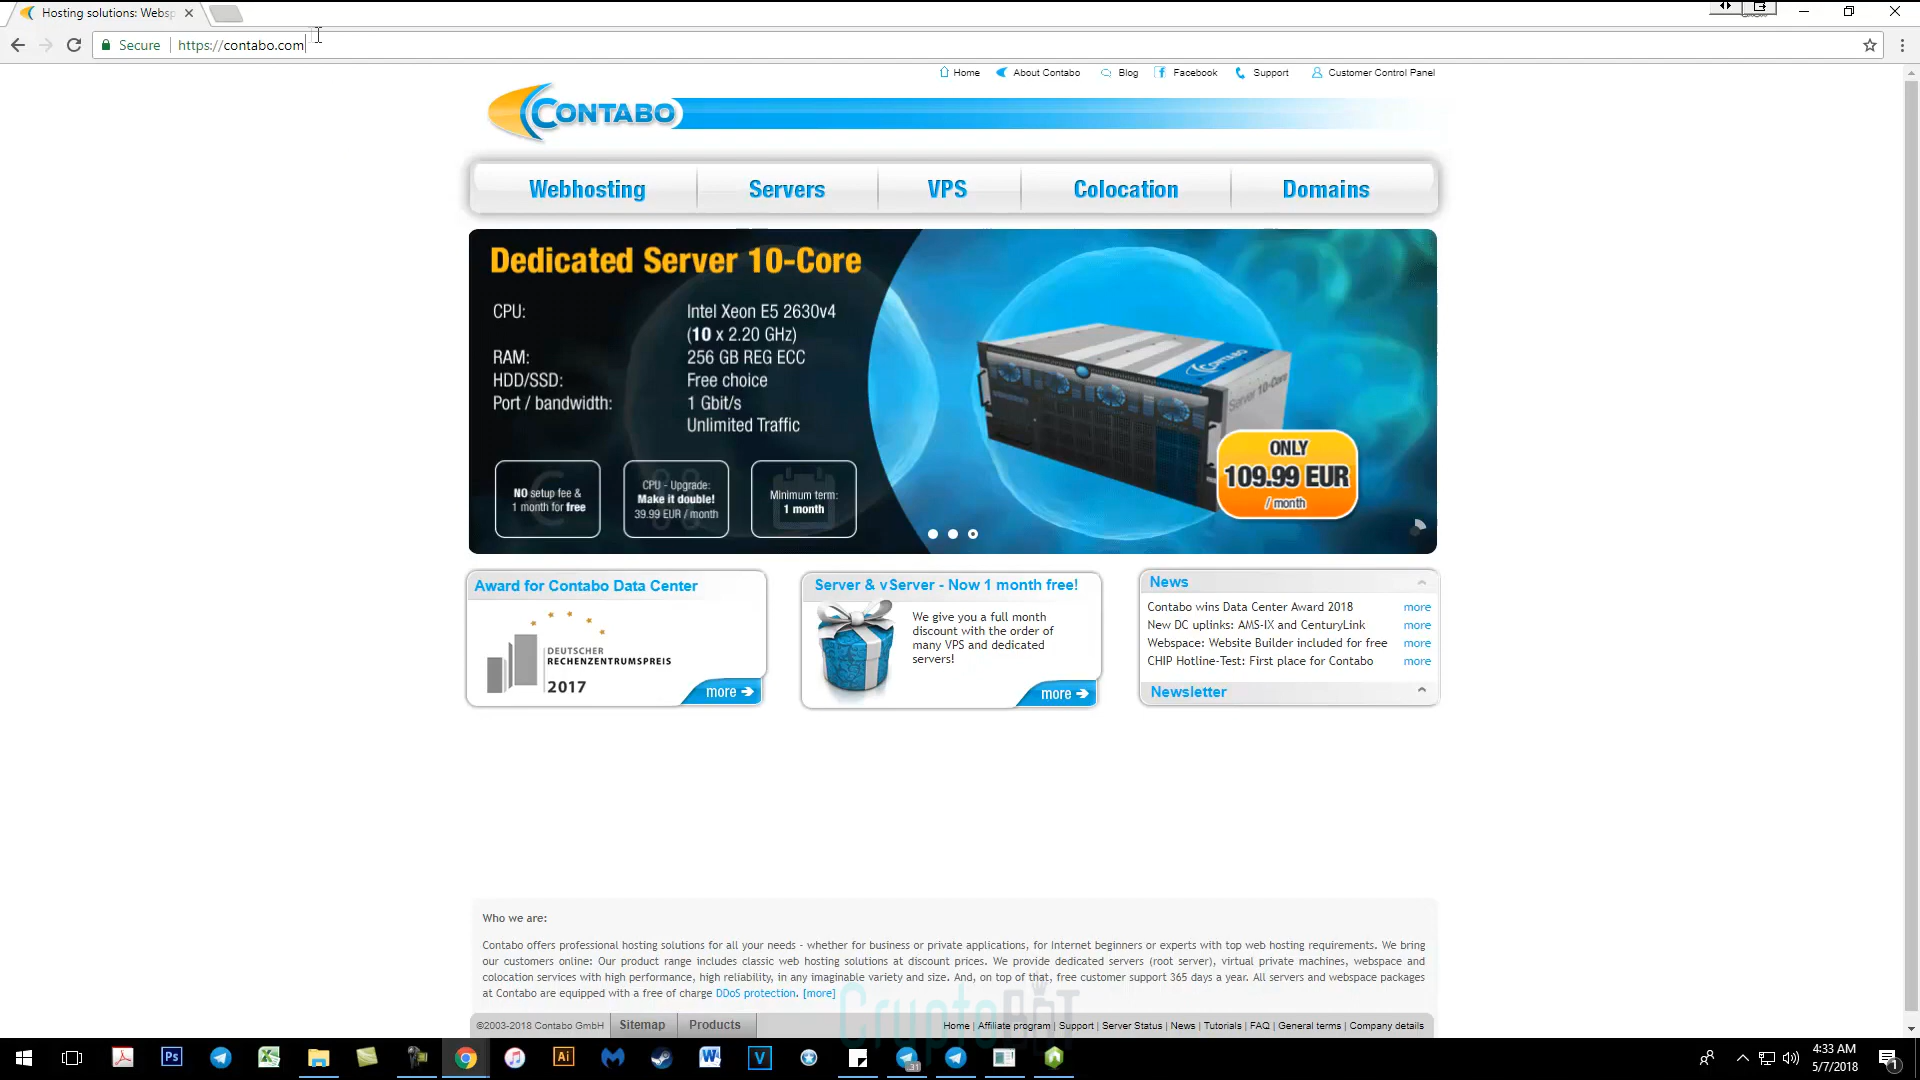 Hosting solutions: Websp
Secure | https://contabo.com
Home About Contabo Blog Facebook Support Customer Control Panel
CONTABO
Webhosting Servers VPS Colocation Domains
Dedicated Server 10-Core
CPU: Intel Xeon E5 2630v4
(10 x 2.20 GHz)
RAM: 256 GB REG ECC
HDD/SSD: Free choice
Port / bandwidth: 1 Gbit/s
Unlimited Traffic
CONTABO
Server 10-Core
NO setup fee &
1 month for free
CPU - Upgrade:
Make it double!
39.99 EUR / month
Minimum term:
1 month
ONLY
109.99 EUR
/ month
Award for Contabo Data Center
DEUTSCHER
RECHENZENTRUMSPREIS
2017
more
Server & vServer - Now 1 month free!
We give you a full month
discount with the order of
many VPS and dedicated
servers!
more
News
Contabo wins Data Center Award 2018 more
New DC uplinks: AMS-IX and CenturyLink more
Webspace: Website Builder included for free more
CHIP Hotline-Test: First place for Contabo more
Newsletter
Who we are:
Contabo offers professional hosting solutions for all your needs - whether for business or private applications, for Internet beginners or experts with top web hosting requirements. We bring
our customers online: Our product range includes classic web hosting solutions at discount prices. We provide dedicated servers (root server), virtual private machines, webspace and
colocation services with high performance, high reliability, in any imaginable variety and size. And, on top of that, free customer support 365 days a year. All servers and webspace packages
at Contabo are equipped with a free of charge DDoS protection. [more]
CryptoBOT
©2003-2018 Contabo GmbH Sitemap Products Home | Affiliate program | Support | Server Status | News | Tutorials | FAQ | General terms | Company details
Ps
Ai
W
V
31
4:33 AM
5/7/2018
1